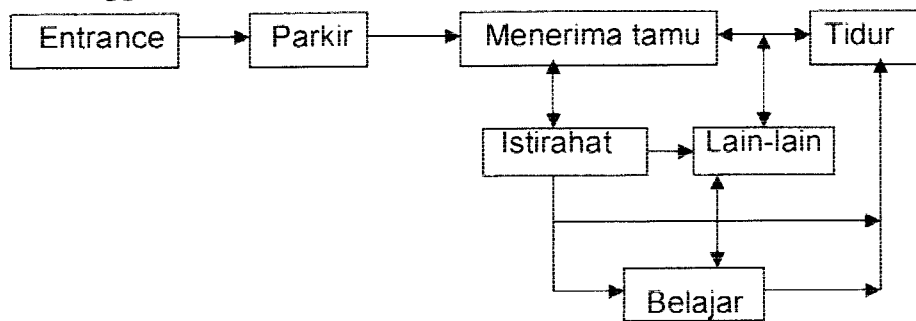 Entrance
Parkir
Menerima tamu
Tidur
Istirahat
Lain-lain
Belajar